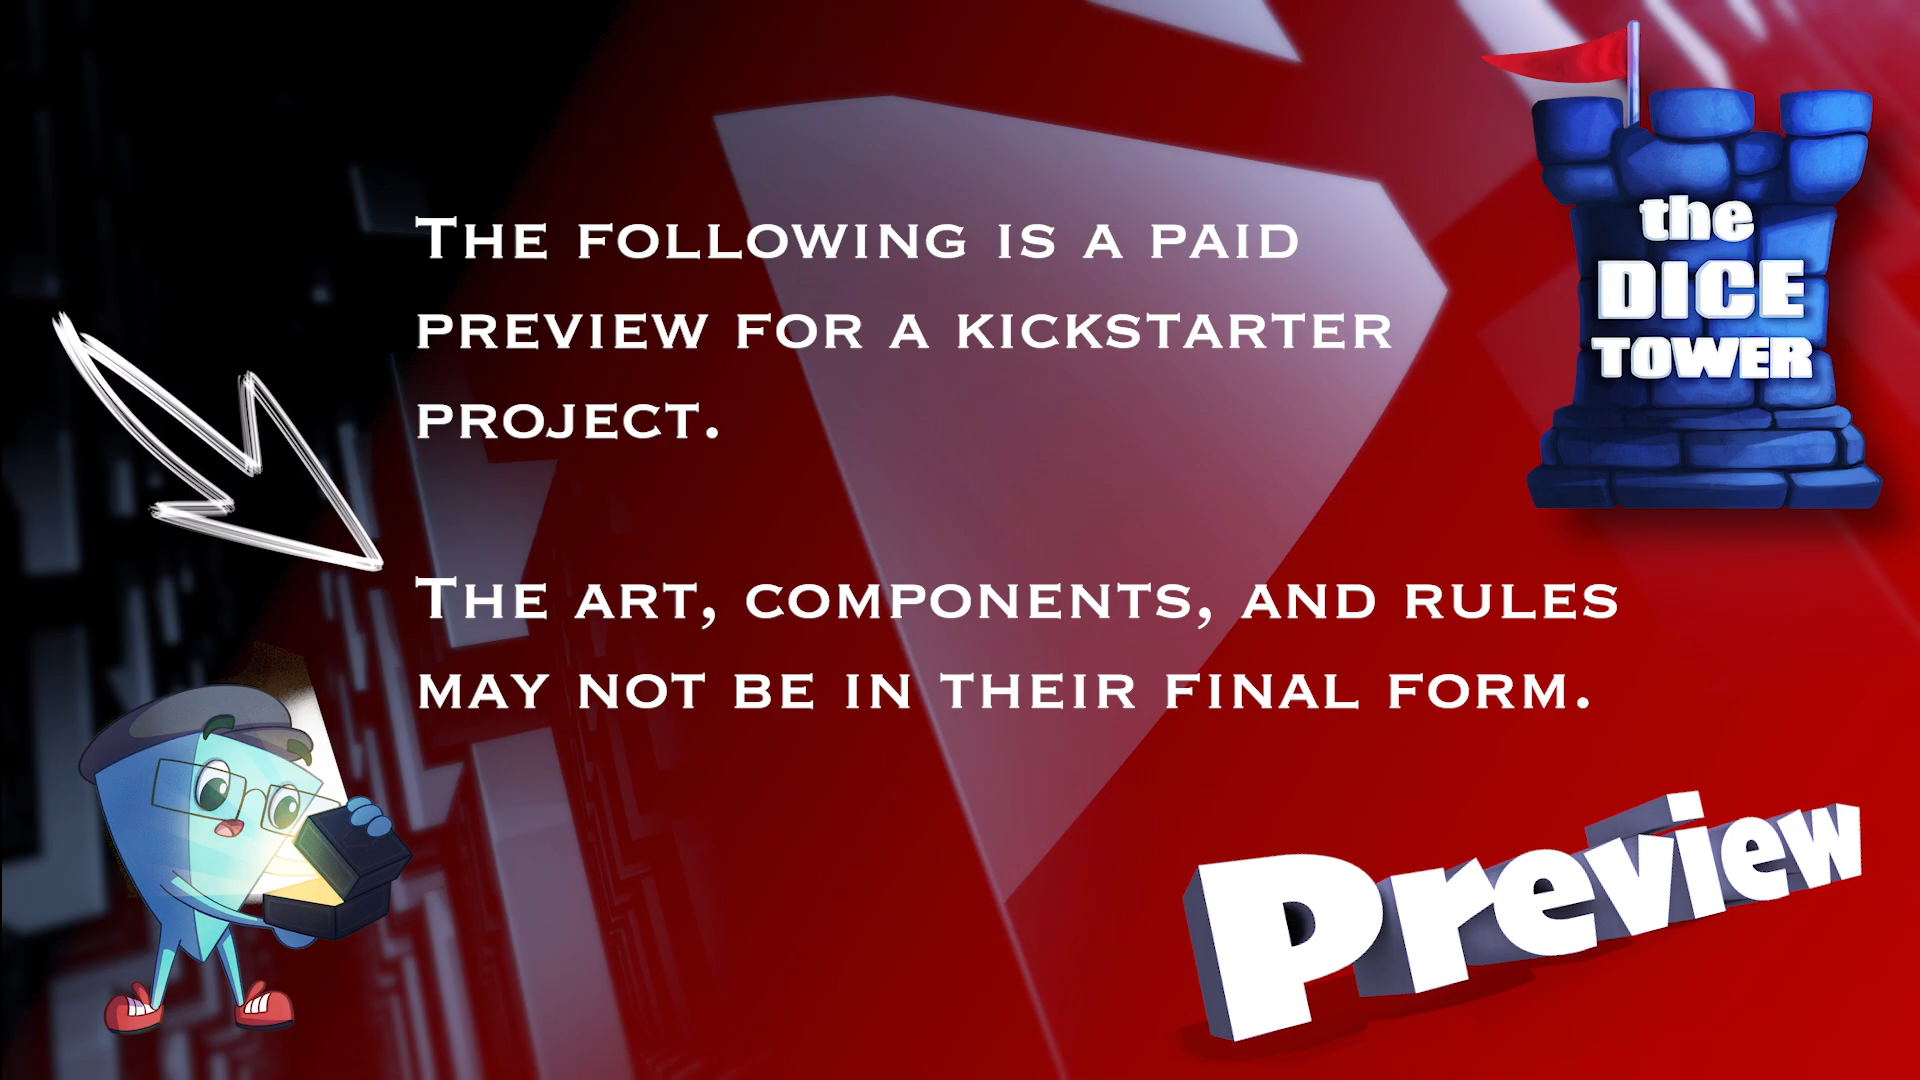 The following is a paid
preview for a kickstarter
project.
The art, components, and rules
may not be in their final form.
the
DICE
TOWER
Preview